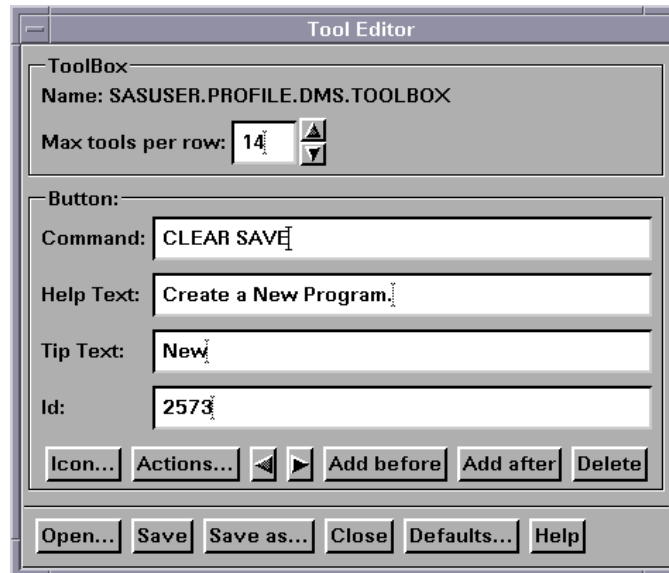 Tool Editor
ToolBox
Name: SASUSER.PROFILE.DMS.TOOLBOX
Max tools per row: 14
Button:
Command: CLEAR SAVE
Help Text: Create a New Program.
Tip Text: New
Id: 2573
Icon... Actions... Add before Add after Delete
Open... Save Save as... Close Defaults... Help